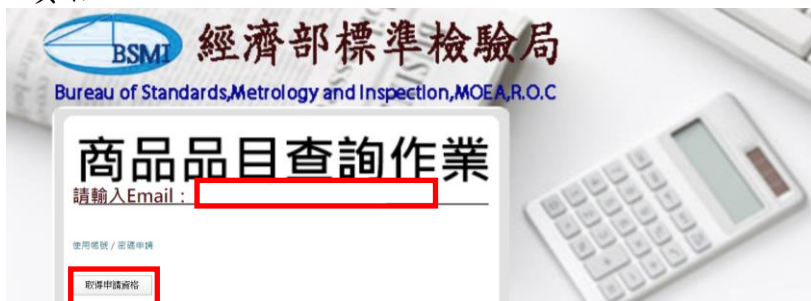 BSMI 經濟部標準檢驗局
Bureau of Standards,Metrology and Inspection,MOEA,R.O.C
商品品目查詢作業
請輸入Email：
使用帳號 / 密碼申請
取得申請資格